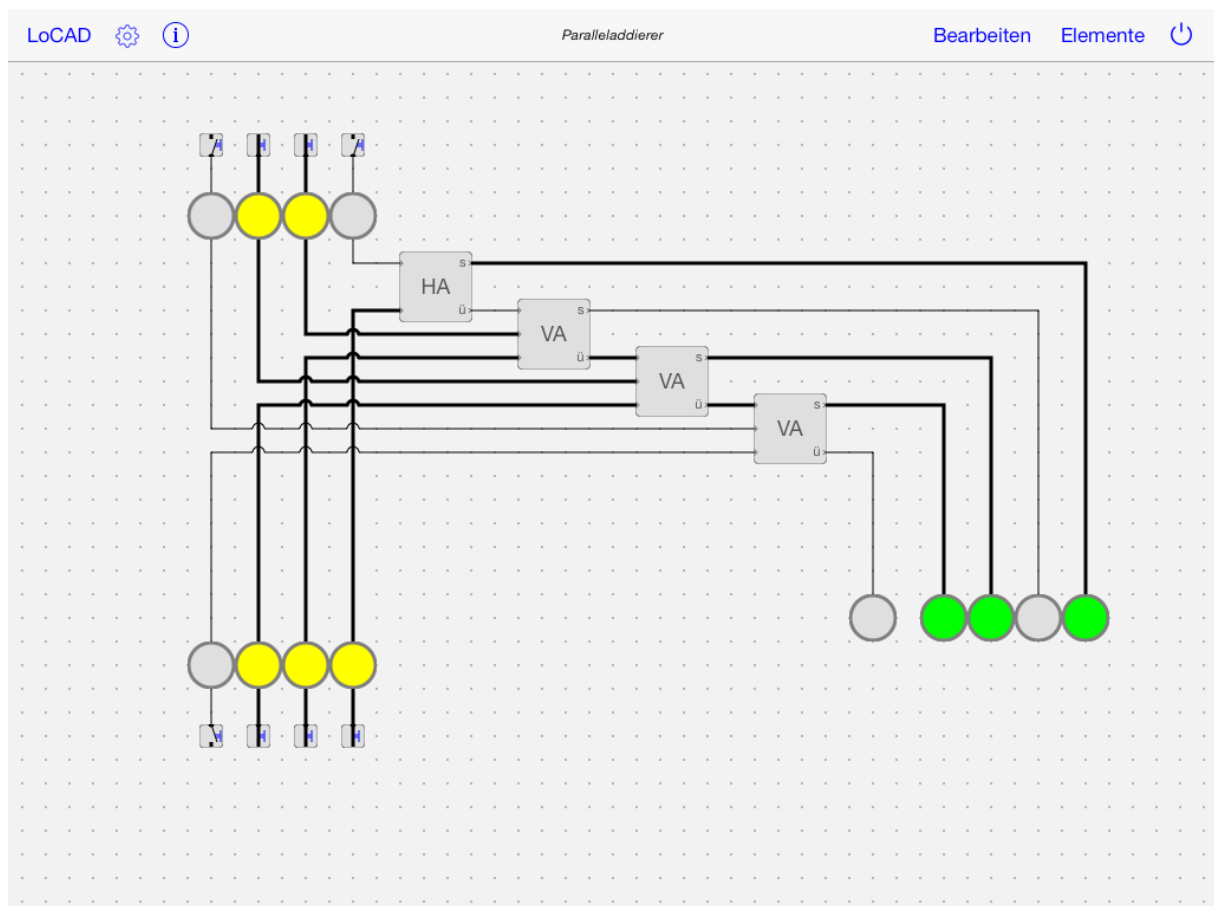 LoCAD i Paralleladdierer Bearbeiten Elemente
HA s
ü
VA s
ü
VA s
ü
VA s
ü